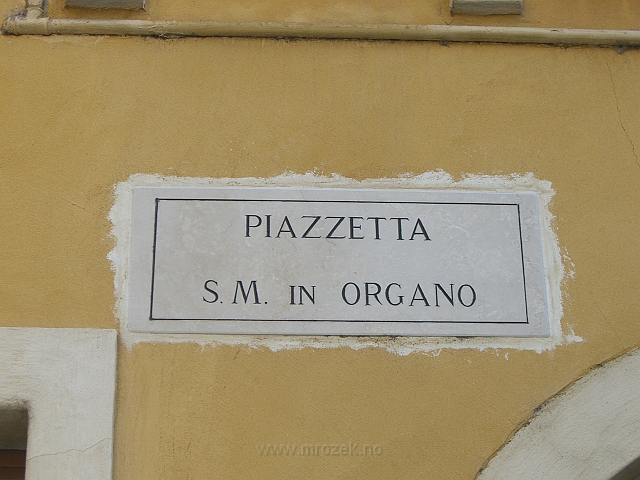 PIAZZETTA
S. M. IN ORGANO
www.mrozek.no